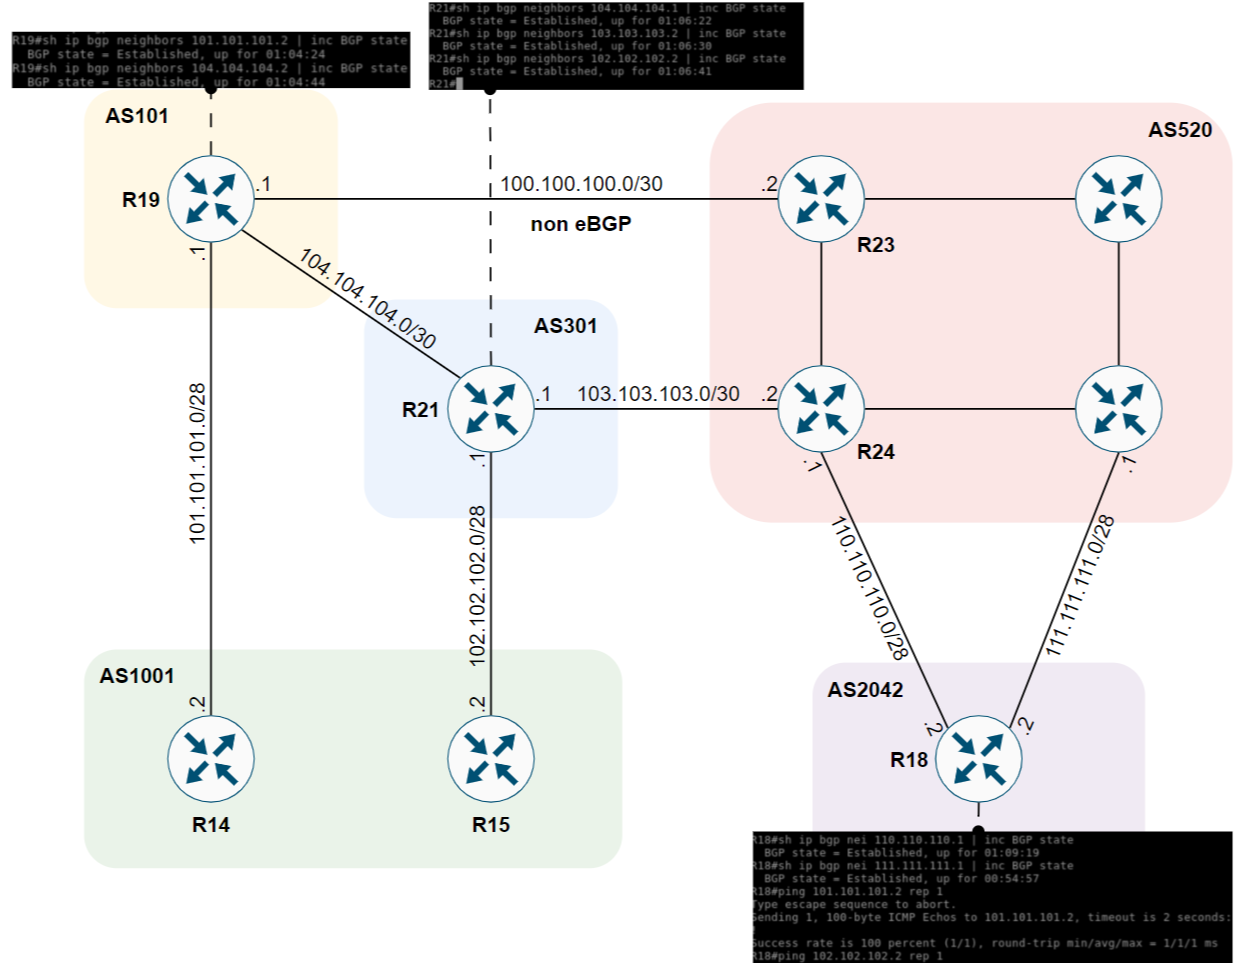 R19#sh ip bgp neighbors 101.101.101.2 | inc BGP state
BGP state = Established, up for 01:04:24
R19#sh ip bgp neighbors 104.104.104.2 | inc BGP state
BGP state = Established, up for 01:04:44
R21#sh ip bgp neighbors 104.104.104.1 | inc BGP state
BGP state = Established, up for 01:06:22
R21#sh ip bgp neighbors 103.103.103.2 | inc BGP state
BGP state = Established, up for 01:06:30
R21#sh ip bgp neighbors 102.102.102.2 | inc BGP state
BGP state = Established, up for 01:06:41
R21#
AS101
AS520
R19
.1
100.100.100.0/30
.2
non eBGP
R23
.1
104.104.104.0/30
AS301
R21
.1
103.103.103.0/30
.2
R24
.1
.1
.1
101.101.101.0/28
102.102.102.0/28
110.110.110.0/28
111.111.111.0/28
AS1001
AS2042
.2
.2
.2
.2
R18
R14
R15
R18#sh ip bgp nei 110.110.110.1 | inc BGP state
BGP state = Established, up for 01:09:19
R18#sh ip bgp nei 111.111.111.1 | inc BGP state
BGP state = Established, up for 00:54:57
R18#ping 101.101.101.2 rep 1
Type escape sequence to abort.
Sending 1, 100-byte ICMP Echos to 101.101.101.2, timeout is 2 seconds:
!
Success rate is 100 percent (1/1), round-trip min/avg/max = 1/1/1 ms
R18#ping 102.102.102.2 rep 1